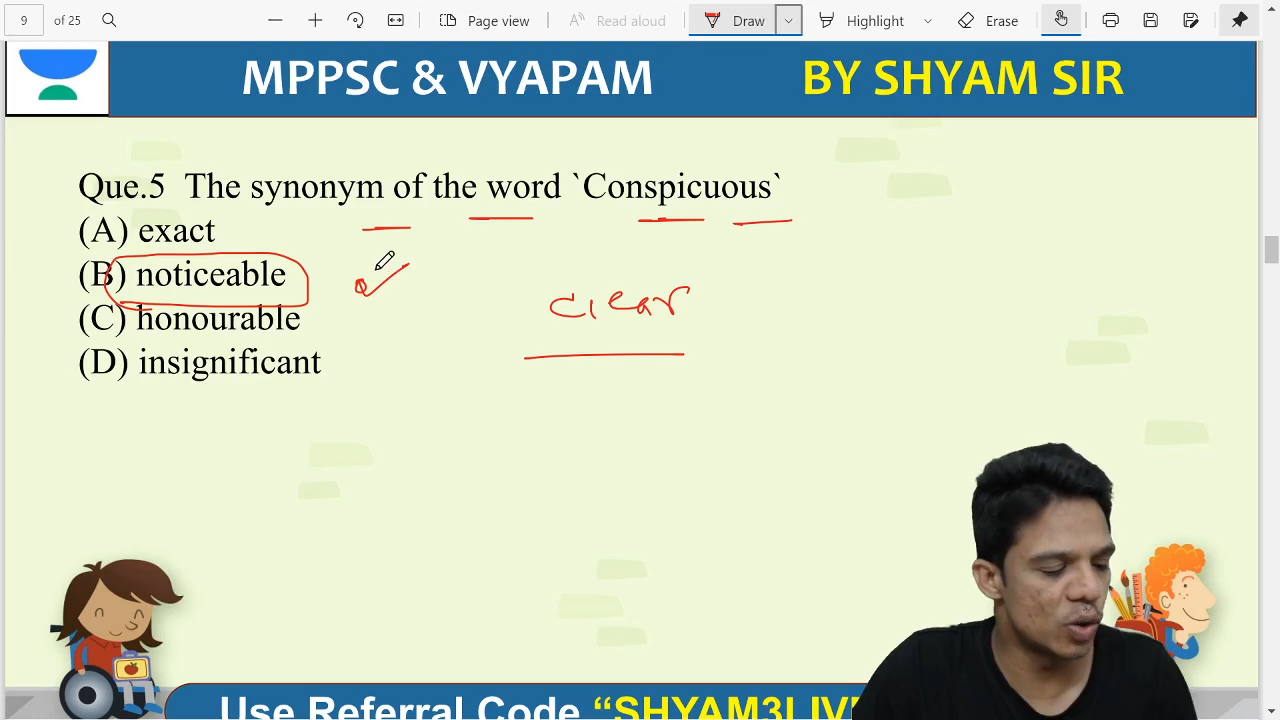 9 of 25 Page view Read aloud Draw Highlight Erase
MPPSC & VYAPAM BY SHYAM SIR
Que.5 The synonym of the word `Conspicuous`
(A) exact
(B) noticeable
(C) honourable
(D) insignificant
clear
Use Referral Code “SHYAM3LIVE